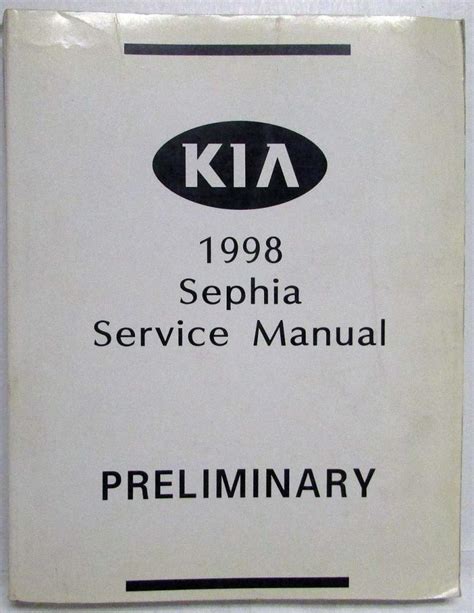 KIA
1998
Sephia
Service Manual
PRELIMINARY